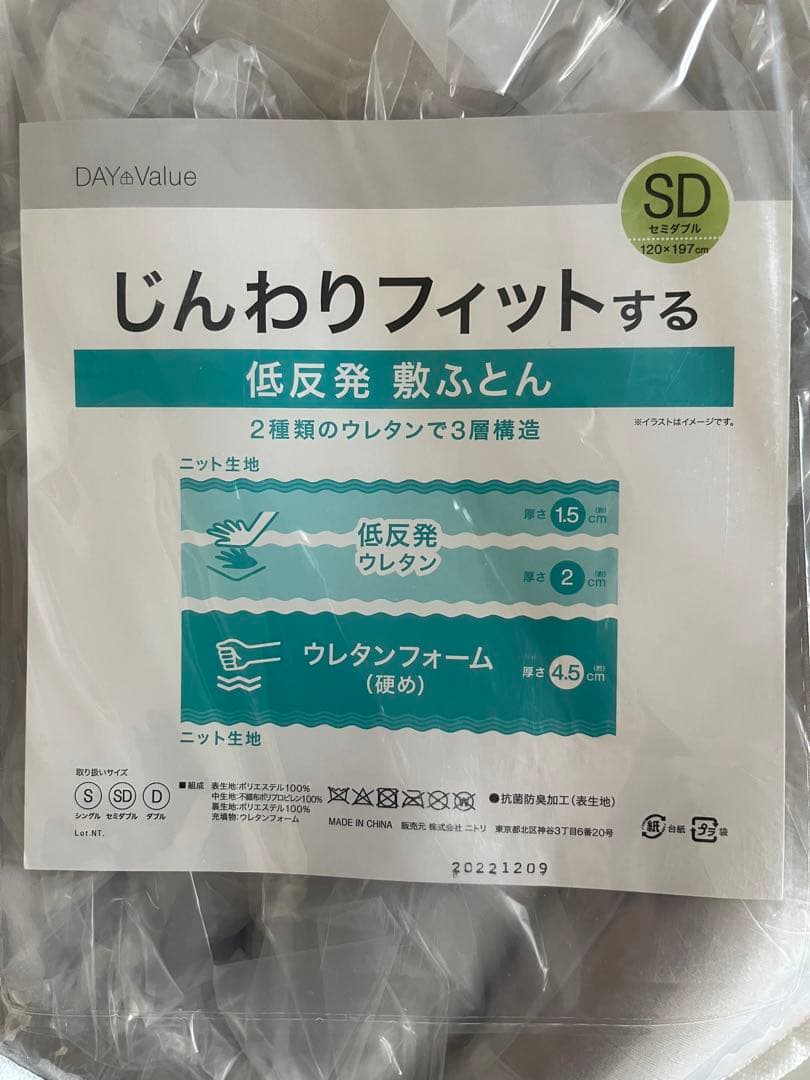 DAY Value
SD
セミダブル
120×197cm
じんわりフィットする
低反発 敷ふとん
2種類のウレタンで3層構造
※イラストはイメージです。
ニット生地
厚さ 1.5 (約) cm
低反発
ウレタン
厚さ 2 (約) cm
ウレタンフォーム
(硬め)
厚さ 4.5 (約) cm
ニット生地
取り扱いサイズ
S SD D
シングル セミダブル ダブル
Lot.NT.
■組成 表生地:ポリエステル100%
中生地:不織布ポリプロピレン100%
裏生地:ポリエステル100%
充填物:ウレタンフォーム
●抗菌防臭加工(表生地)
MADE IN CHINA 販売元 株式会社 ニトリ 東京都北区神谷3丁目6番20号
紙 台紙 プラ 袋
20221209